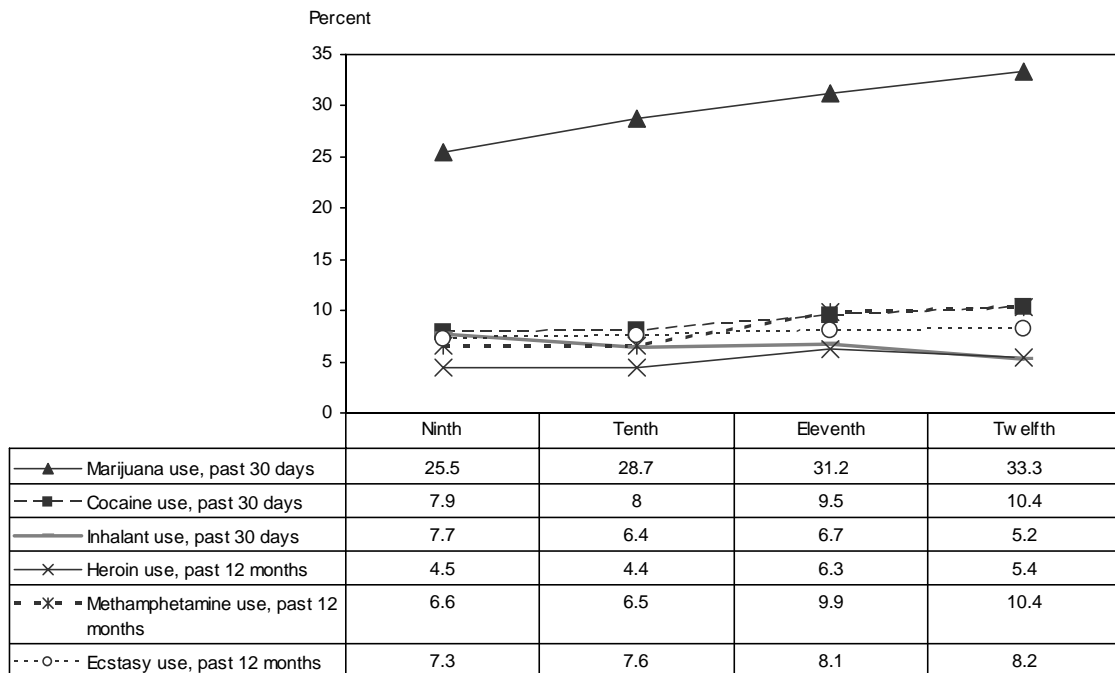 Percent
35
30
25
20
15
10
5
0
Ninth Tenth Eleventh Twelfth
Marijuana use, past 30 days 25.5 28.7 31.2 33.3
Cocaine use, past 30 days 7.9 8 9.5 10.4
Inhalant use, past 30 days 7.7 6.4 6.7 5.2
Heroin use, past 12 months 4.5 4.4 6.3 5.4
Methamphetamine use, past 12
months 6.6 6.5 9.9 10.4
Ecstasy use, past 12 months 7.3 7.6 8.1 8.2